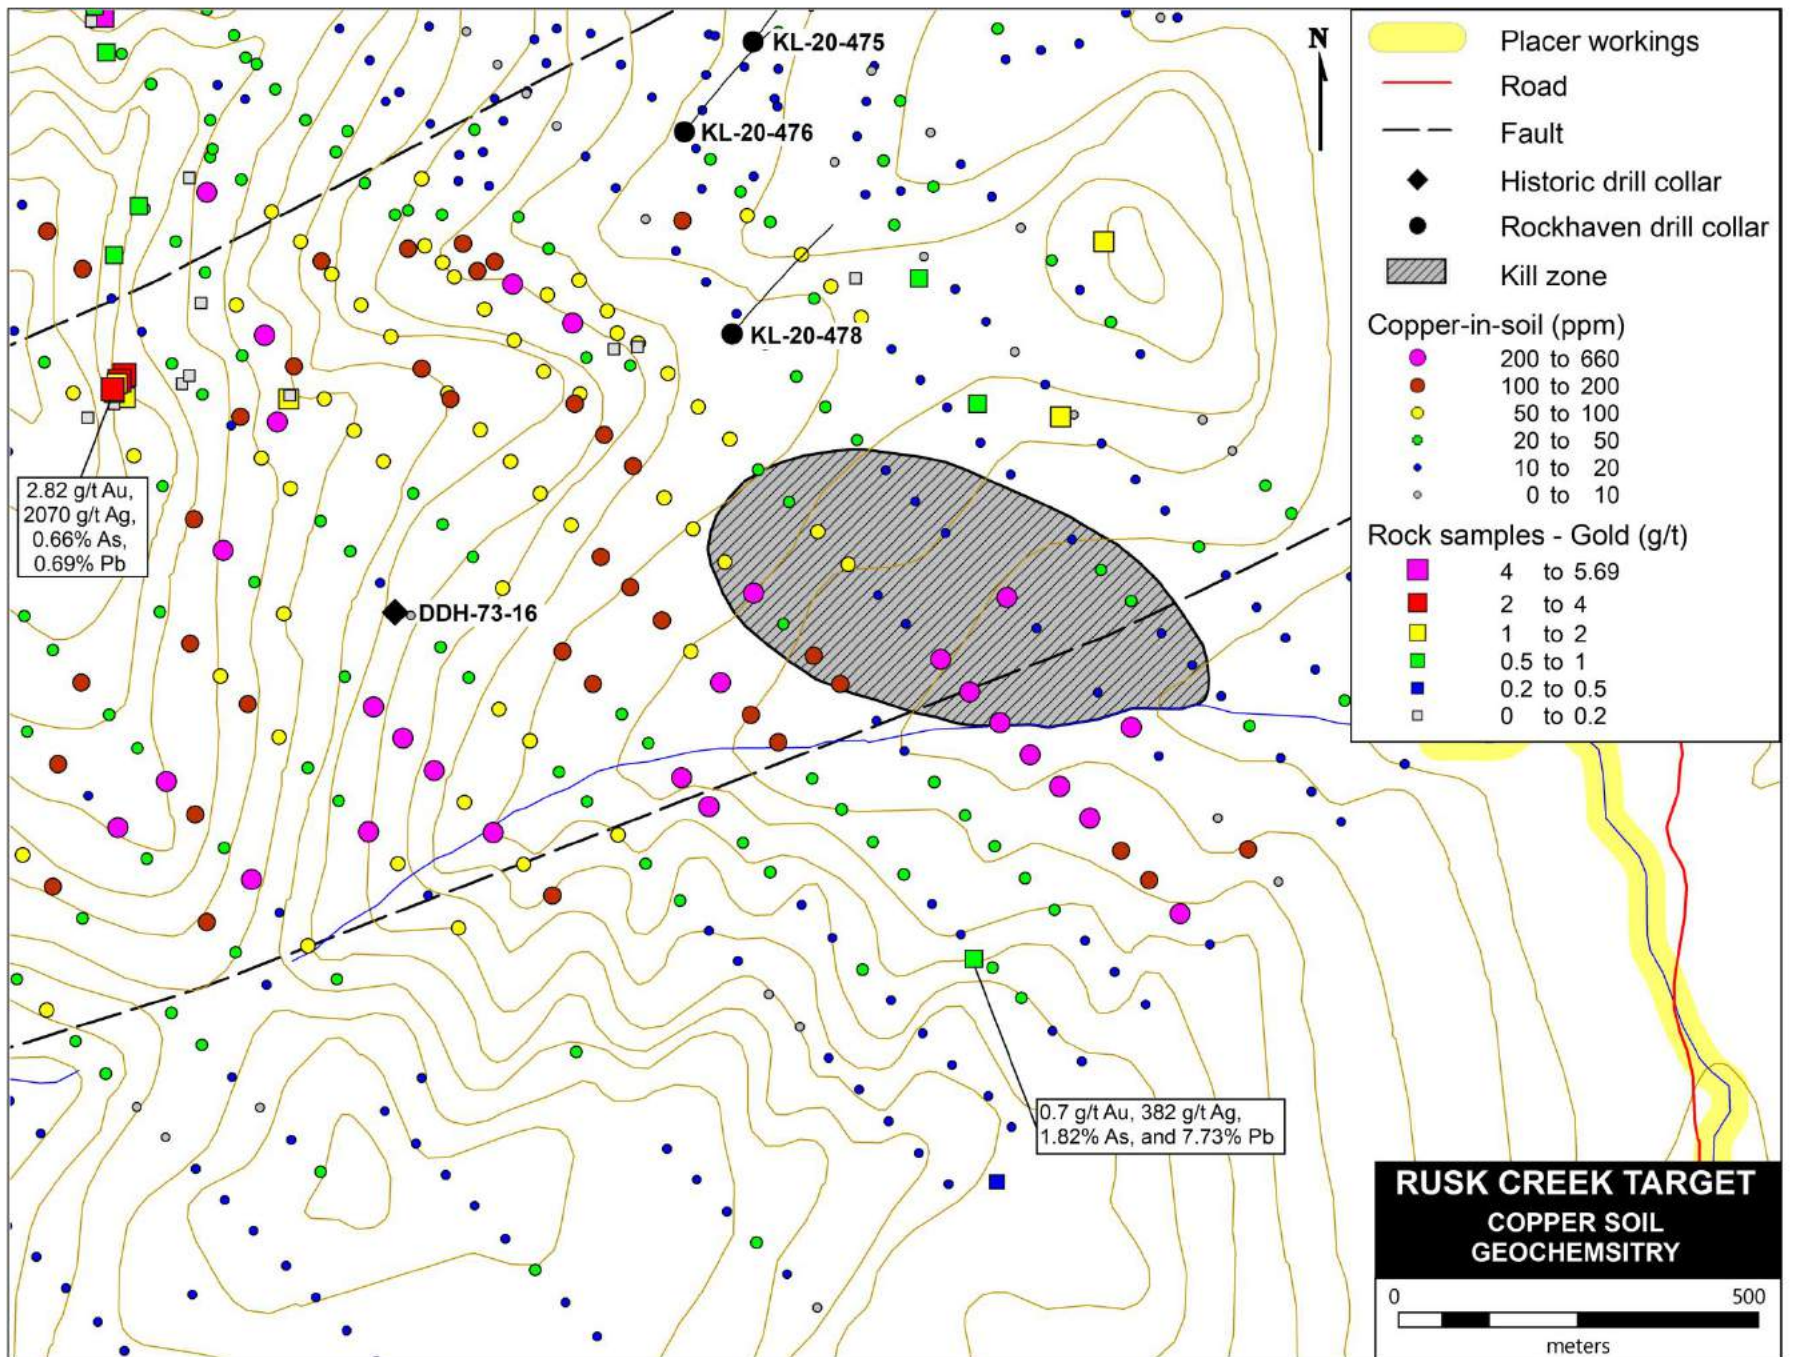 KL-20-475
N
KL-20-476
KL-20-478
2.82 g/t Au,
2070 g/t Ag,
0.66% As,
0.69% Pb
DDH-73-16
0.7 g/t Au, 382 g/t Ag,
1.82% As, and 7.73% Pb
Placer workings
Road
Fault
Historic drill collar
Rockhaven drill collar
Kill zone
Copper-in-soil (ppm)
200 to 660
100 to 200
50 to 100
20 to 50
10 to 20
0 to 10
Rock samples - Gold (g/t)
4 to 5.69
2 to 4
1 to 2
0.5 to 1
0.2 to 0.5
0 to 0.2
RUSK CREEK TARGET
COPPER SOIL
GEOCHEMSITRY
0 500
meters